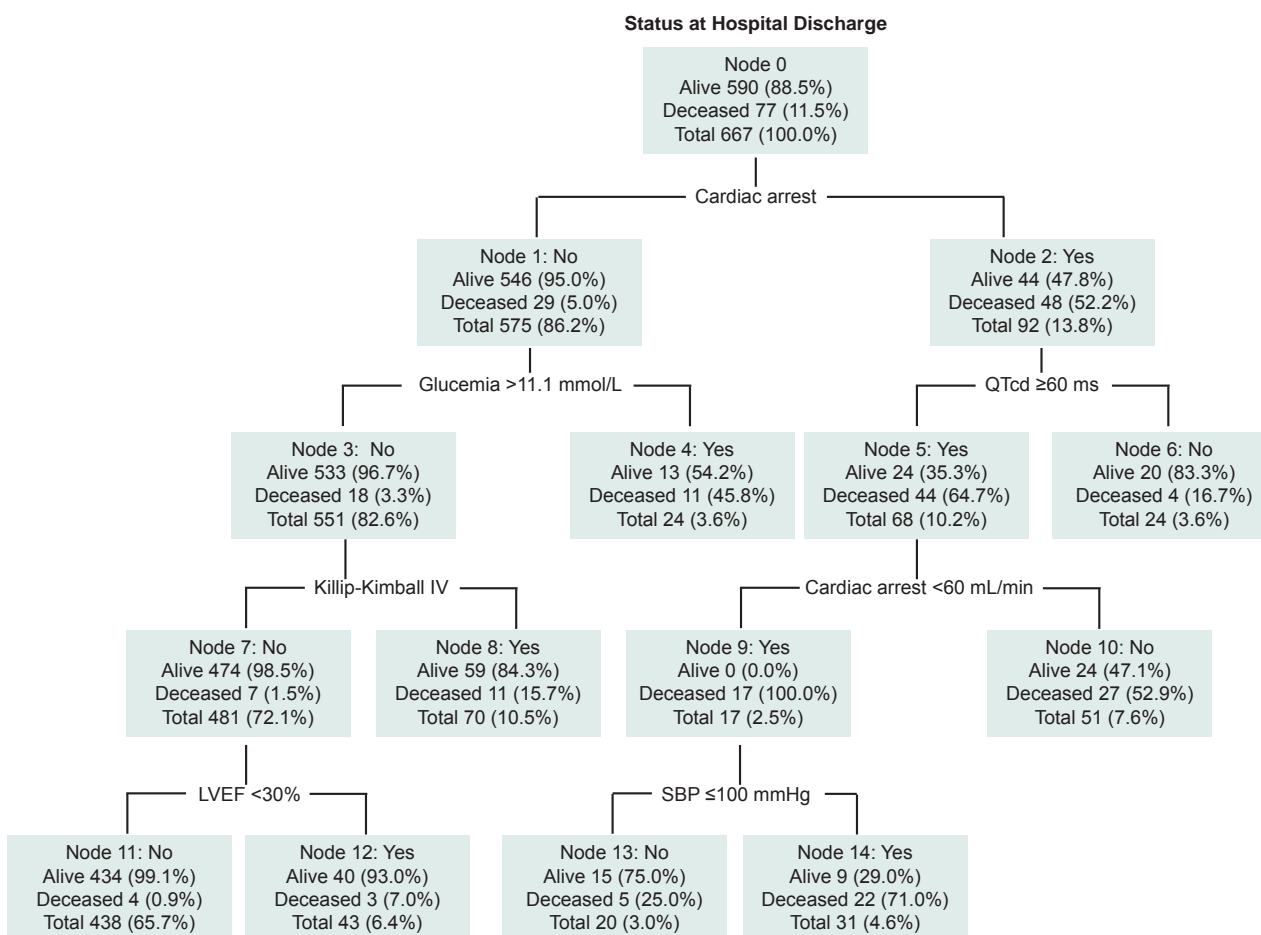 Status at Hospital Discharge
Node 0
Alive 590 (88.5%)
Deceased 77 (11.5%)
Total 667 (100.0%)
Cardiac arrest
Node 1: No
Alive 546 (95.0%)
Deceased 29 (5.0%)
Total 575 (86.2%)
Node 2: Yes
Alive 44 (47.8%)
Deceased 48 (52.2%)
Total 92 (13.8%)
Glucemia >11.1 mmol/L
QTcd ≥60 ms
Node 3: No
Alive 533 (96.7%)
Deceased 18 (3.3%)
Total 551 (82.6%)
Node 4: Yes
Alive 13 (54.2%)
Deceased 11 (45.8%)
Total 24 (3.6%)
Node 5: Yes
Alive 24 (35.3%)
Deceased 44 (64.7%)
Total 68 (10.2%)
Node 6: No
Alive 20 (83.3%)
Deceased 4 (16.7%)
Total 24 (3.6%)
Killip-Kimball IV
Cardiac arrest <60 mL/min
Node 7: No
Alive 474 (98.5%)
Deceased 7 (1.5%)
Total 481 (72.1%)
Node 8: Yes
Alive 59 (84.3%)
Deceased 11 (15.7%)
Total 70 (10.5%)
Node 9: Yes
Alive 0 (0.0%)
Deceased 17 (100.0%)
Total 17 (2.5%)
Node 10: No
Alive 24 (47.1%)
Deceased 27 (52.9%)
Total 51 (7.6%)
LVEF <30%
SBP ≤100 mmHg
Node 11: No
Alive 434 (99.1%)
Deceased 4 (0.9%)
Total 438 (65.7%)
Node 12: Yes
Alive 40 (93.0%)
Deceased 3 (7.0%)
Total 43 (6.4%)
Node 13: No
Alive 15 (75.0%)
Deceased 5 (25.0%)
Total 20 (3.0%)
Node 14: Yes
Alive 9 (29.0%)
Deceased 22 (71.0%)
Total 31 (4.6%)